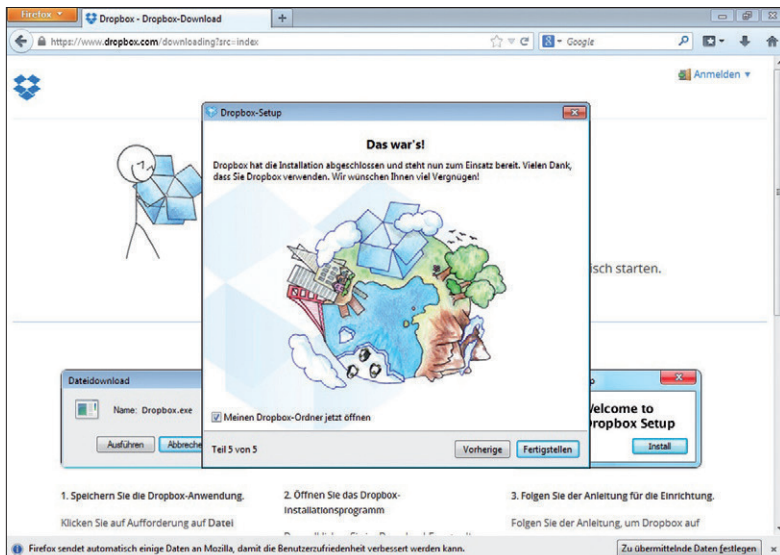 Firefox
Dropbox - Dropbox-Download
+
https://www.dropbox.com/downloading?src=index
Google
Anmelden
Dropbox-Setup
Das war's!
Dropbox hat die Installation abgeschlossen und steht nun zum Einsatz bereit. Vielen Dank,
dass Sie Dropbox verwenden. Wir wünschen Ihnen viel Vergnügen!
isch starten.
Meinen Dropbox-Ordner jetzt öffnen
Teil 5 von 5
Vorherige
Fertigstellen
Dateidownload
Name: Dropbox.exe
Ausführen
Abbreche
p
Welcome to
Dropbox Setup
Install
1. Speichern Sie die Dropbox-Anwendung.
Klicken Sie auf Aufforderung auf Datei
2. Öffnen Sie das Dropbox-
Installationsprogramm
3. Folgen Sie der Anleitung für die Einrichtung.
Folgen Sie der Anleitung, um Dropbox auf
Firefox sendet automatisch einige Daten an Mozilla, damit die Benutzerzufriedenheit verbessert werden kann.
Zu übermittelnde Daten festlegen